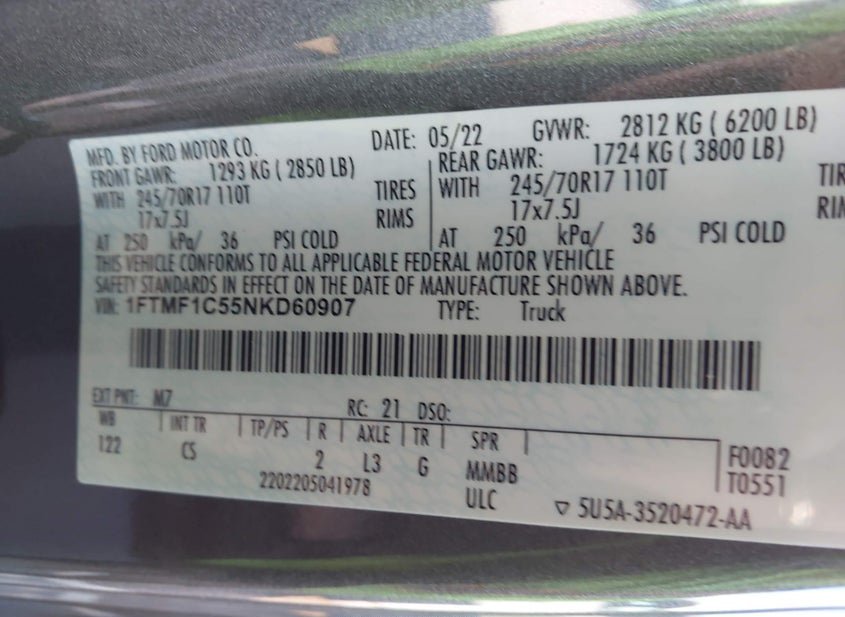 MFD. BY FORD MOTOR CO. DATE: 05/22 GVWR: 2812 KG ( 6200 LB)
FRONT GAWR: 1293 KG ( 2850 LB) REAR GAWR: 1724 KG ( 3800 LB)
WITH 245/70R17 110T TIRES WITH 245/70R17 110T TIR
17x7.5J RIMS 17x7.5J RIM
AT 250 kPa/ 36 PSI COLD AT 250 kPa/ 36 PSI COLD
THIS VEHICLE CONFORMS TO ALL APPLICABLE FEDERAL MOTOR VEHICLE
SAFETY STANDARDS IN EFFECT ON THE DATE OF MANUFACTURE SHOWN ABOVE.
VIN: 1FTMF1C55NKD60907 TYPE: Truck
EXT PNT: M7 RC: 21 DSO:
WB INT TR TP/PS R AXLE TR SPR
122 CS 2 L3 G MMBB F0082
2202205041978 ULC T0551
▽ 5U5A-3520472-AA